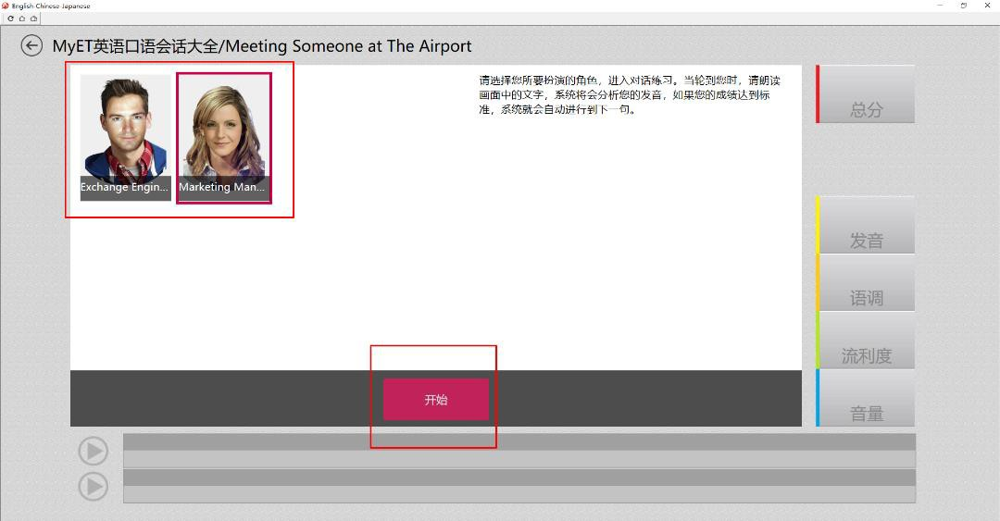 English-Chinese-Japanese
MyET英语口语会话大全/Meeting Someone at The Airport
Exchange Engin...
Marketing Man...
请选择您所要扮演的角色，进入对话练习。当轮到您时，请朗读
画面中的文字，系统将会分析您的发音，如果您的成绩达到标
准，系统就会自动进行到下一句。
总分
发音
语调
流利度
音量
开始